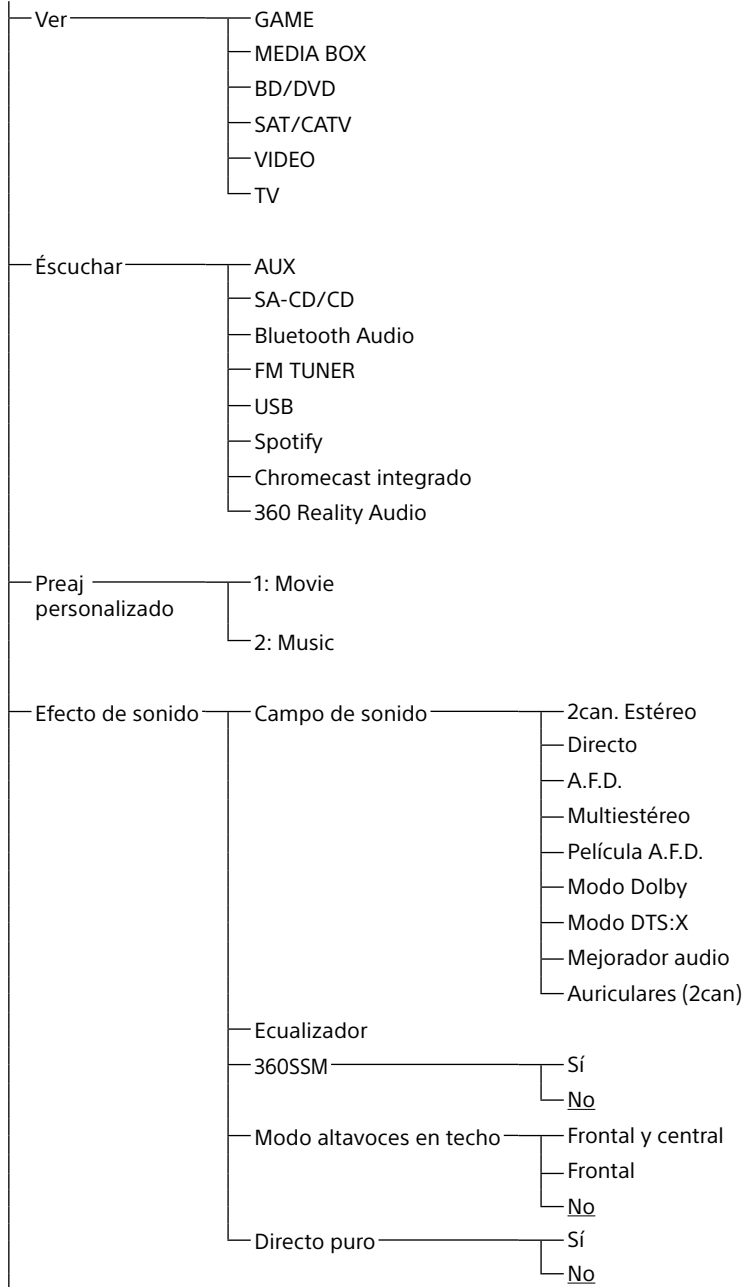 Ver
GAME
MEDIA BOX
BD/DVD
SAT/CATV
VIDEO
TV
Éscuchar
AUX
SA-CD/CD
Bluetooth Audio
FM TUNER
USB
Spotify
Chromecast integrado
360 Reality Audio
Preaj
personalizado
1: Movie
2: Music
Efecto de sonido
Campo de sonido
2can. Estéreo
Directo
A.F.D.
Multiestéreo
Película A.F.D.
Modo Dolby
Modo DTS:X
Mejorador audio
Auriculares (2can)
Ecualizador
360SSM
Sí
No
Modo altavoces en techo
Frontal y central
Frontal
No
Directo puro
Sí
No